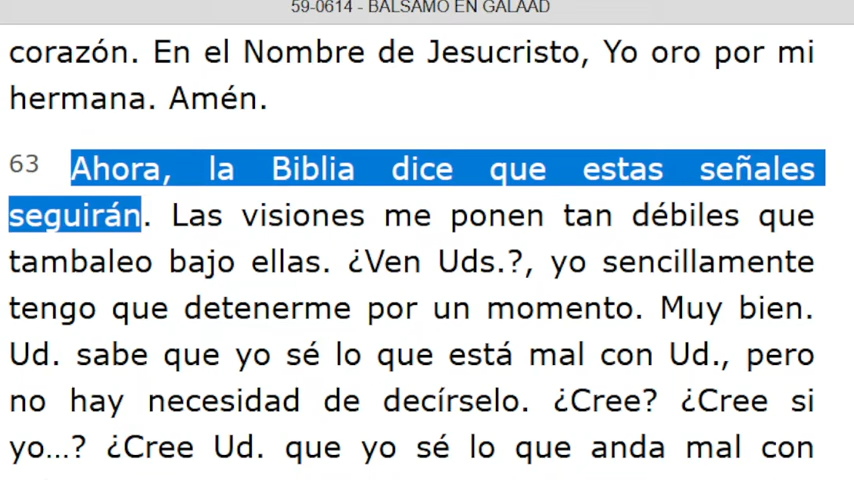 59-0614 - BÁLSAMO EN GALAAD
corazón. En el Nombre de Jesucristo, Yo oro por mi
hermana. Amén.
63 Ahora, la Biblia dice que estas señales
seguirán. Las visiones me ponen tan débiles que
tambaleo bajo ellas. ¿Ven Uds.?, yo sencillamente
tengo que detenerme por un momento. Muy bien.
Ud. sabe que yo sé lo que está mal con Ud., pero
no hay necesidad de decírselo. ¿Cree? ¿Cree si
yo...? ¿Cree Ud. que yo sé lo que anda mal con